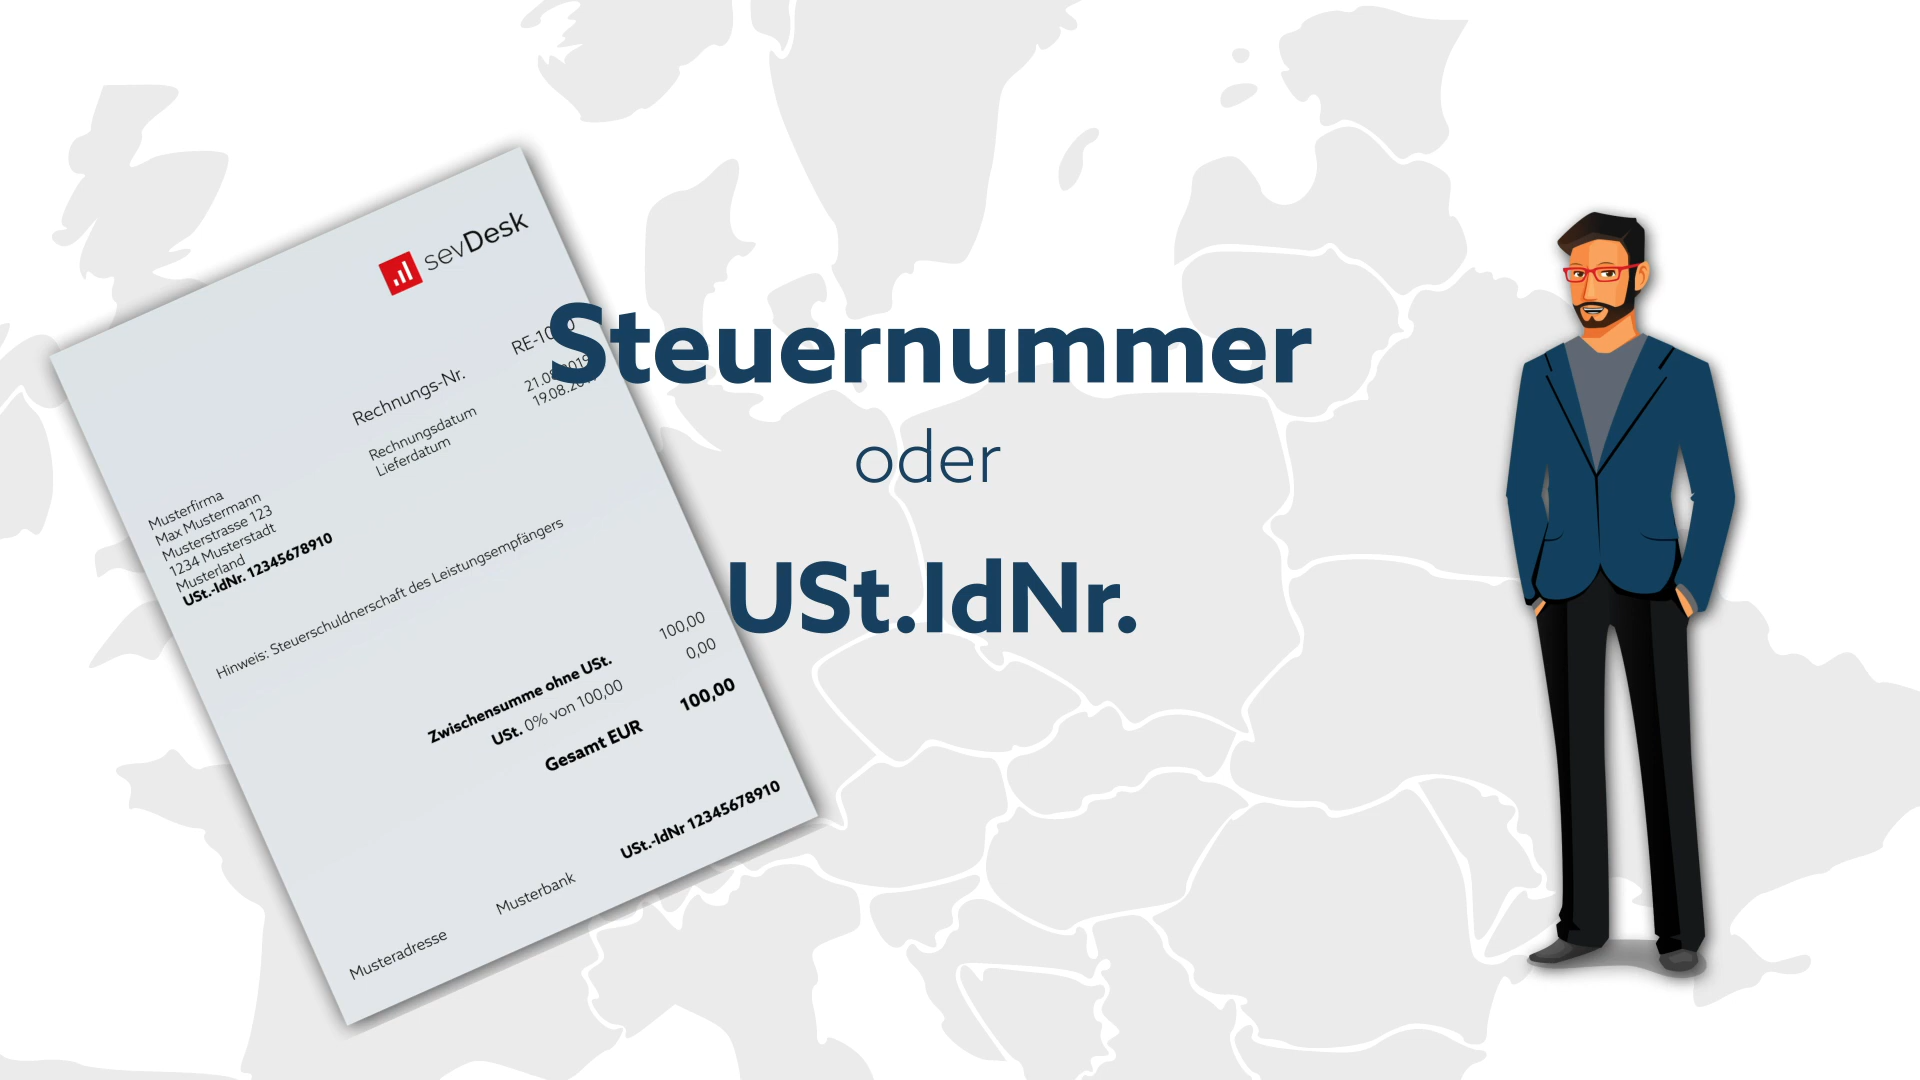 sevDesk
Rechnungs-Nr.
Rechnungsdatum
Lieferdatum
Musterfirma
Max Mustermann
Musterstrasse 123
1234 Musterstadt
Musterland
USt.-IdNr. 12345678910
Hinweis: Steuerschuldnerschaft des Leistungsempfängers
Zwischensumme ohne USt. 100,00
USt. 0% von 100,00 0,00
Gesamt EUR 100,00
Musteradresse Musterbank USt.-IdNr 12345678910
Steuernummer
oder
USt.IdNr.